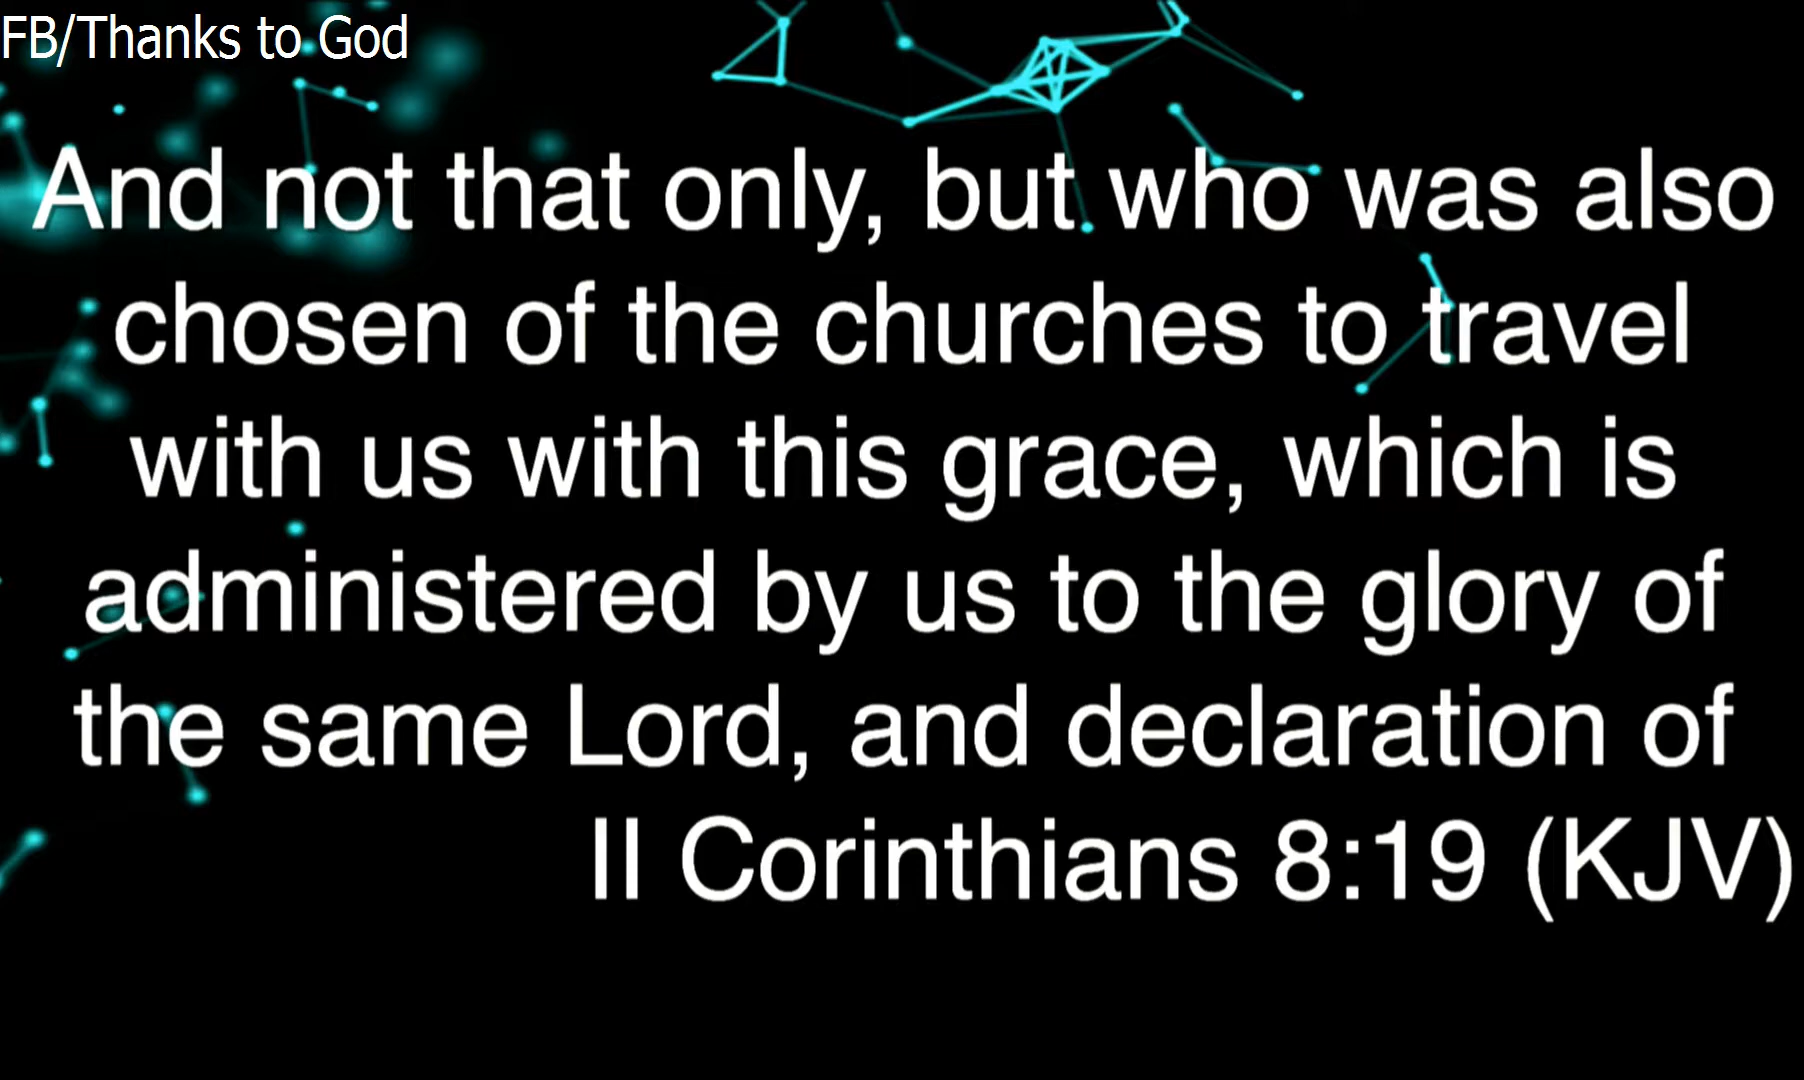 FB/Thanks to God
And not that only, but who was also
chosen of the churches to travel
with us with this grace, which is
administered by us to the glory of
the same Lord, and declaration of
II Corinthians 8:19 (KJV)